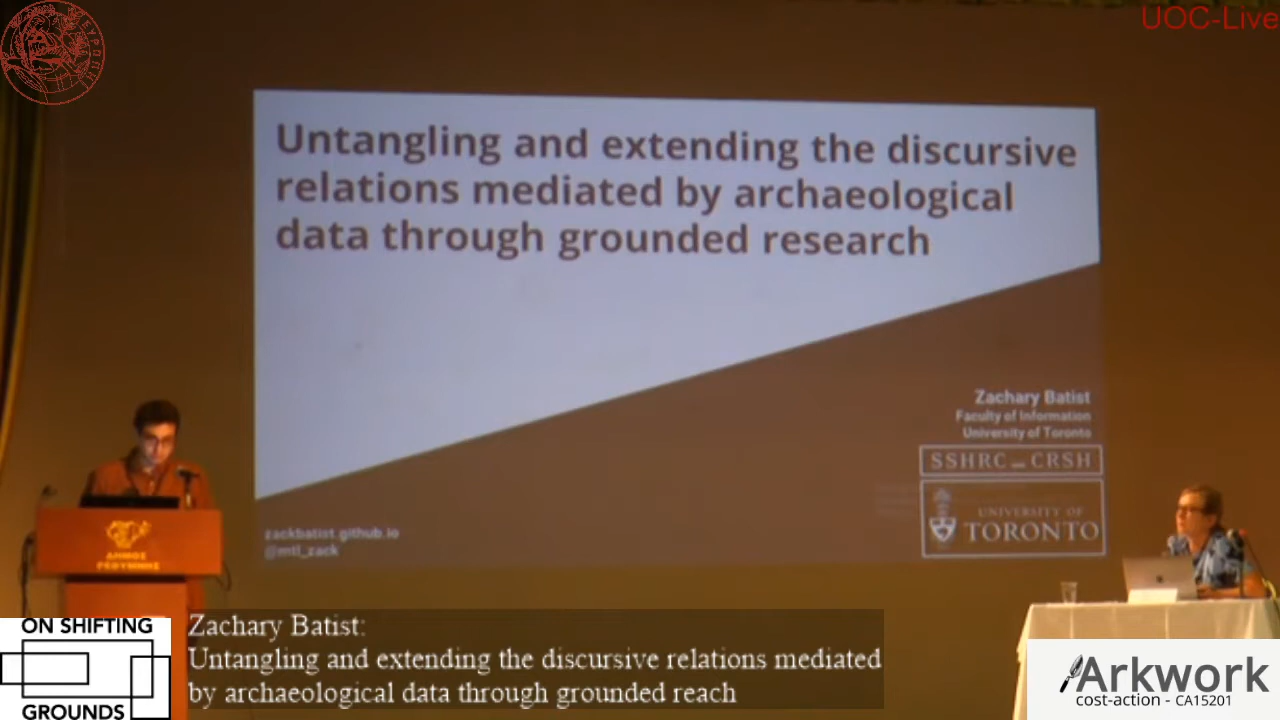 UOC-Live
Untangling and extending the discursive
relations mediated by archaeological
data through grounded research
Zachary Batist
Faculty of Information
University of Toronto
SSHRC CRSH
UNIVERSITY OF
TORONTO
zackbatist.github.io
@mtl_zack
ΔΗΜΟΣ
ΡΕΘΥΜΝΗΣ
ON SHIFTING
GROUNDS
Zachary Batist:
Untangling and extending the discursive relations mediated
by archaeological data through grounded reach
Arkwork
cost-action - CA15201